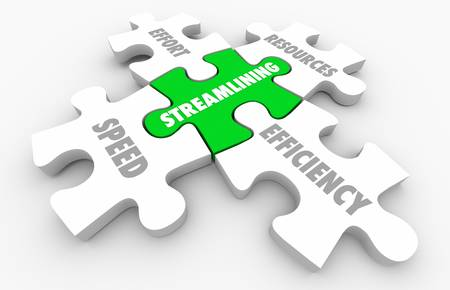 EFFORT
RESOURCES
STREAMLINING
SPEED
EFFICIENCY